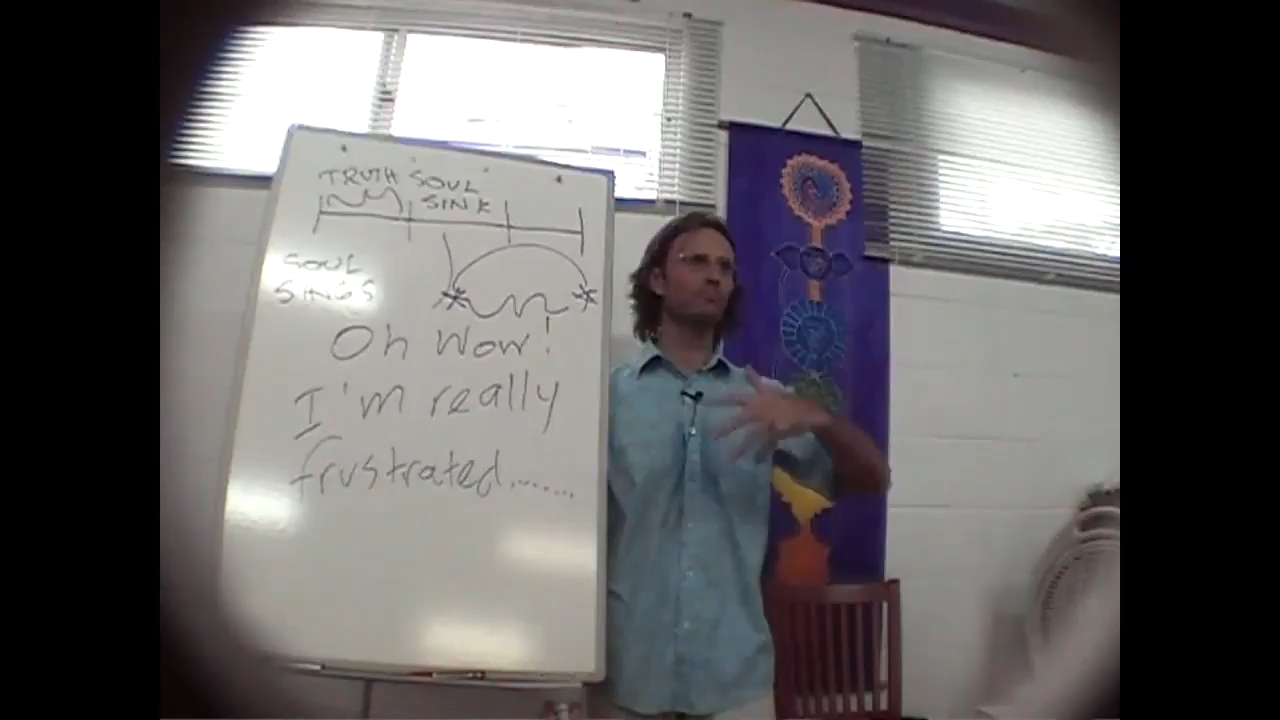 TRUTH SOUL
SINK
SOUL
SINGS
Oh Wow!
I'm really
frustrated.......